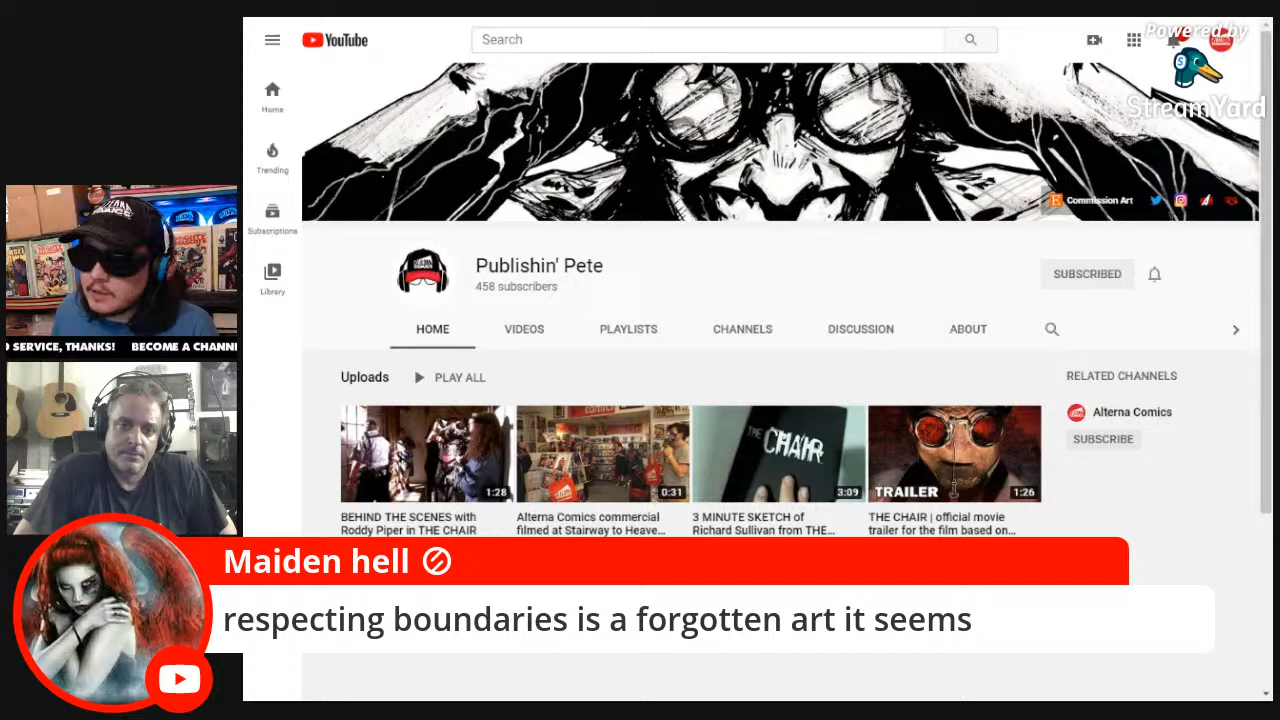 YouTube
Search
Powered by
StreamYard
Home
Trending
Subscriptions
Library
Commission Art
Publishin' Pete
458 subscribers
SUBSCRIBED
HOME
VIDEOS
PLAYLISTS
CHANNELS
DISCUSSION
ABOUT
Uploads
PLAY ALL
RELATED CHANNELS
Alterna Comics
SUBSCRIBE
THE CHAIR
TRAILER
1:28
0:31
3:09
1:26
BEHIND THE SCENES with
Roddy Piper in THE CHAIR
Alterna Comics commercial
filmed at Stairway to Heave...
3 MINUTE SKETCH of
Richard Sullivan from THE...
THE CHAIR | official movie
trailer for the film based on...
SERVICE, THANKS! BECOME A
Maiden hell
respecting boundaries is a forgotten art it seems